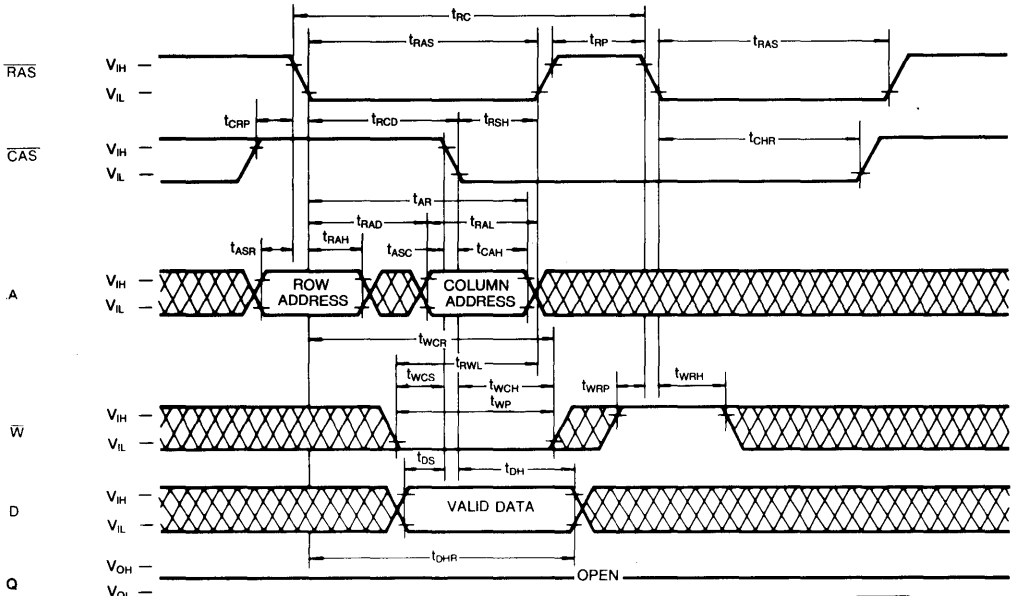 tRC
tRAS tRP tRAS
RAS VIH
VIL
tCRP tRCD tRSH
CAS VIH tCHR
VIL
tAR
tRAD tRAL
tASR tRAH tASC tCAH
A VIH ROW ADDRESS COLUMN ADDRESS
VIL
tWCR
tRWL
tWCS tWCH tWRP tWRH
tWP
W VIH
VIL
tDS tDH
D VIH VALID DATA
VIL
tDHR
VOH OPEN
Q VOL